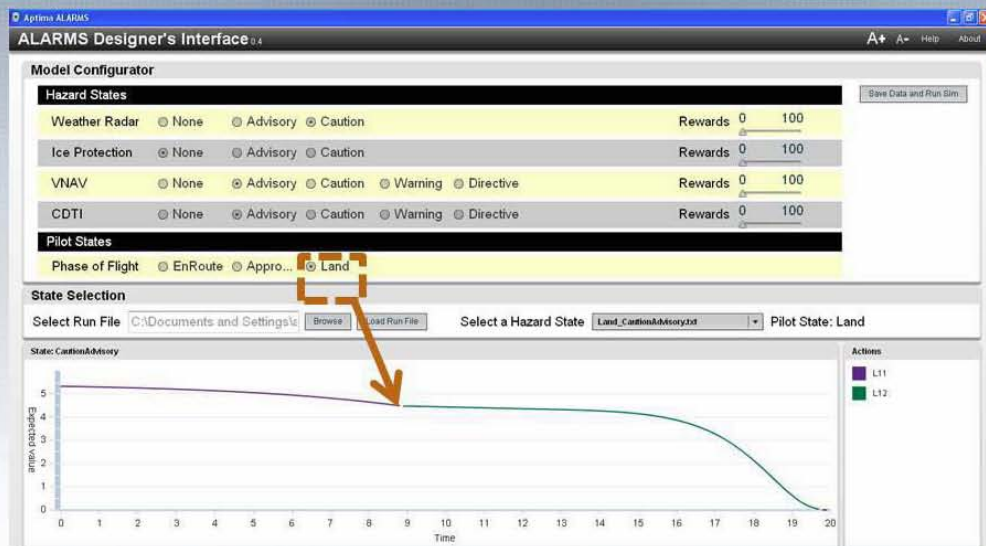 Aptima ALARMS
ALARMS Designer's Interface 0.4 A+ A- Help About
Model Configurator
Hazard States Save Data and Run Sim
Weather Radar None Advisory Caution Rewards 0 100
Ice Protection None Advisory Caution Rewards 0 100
VNAV None Advisory Caution Warning Directive Rewards 0 100
CDTI None Advisory Caution Warning Directive Rewards 0 100
Pilot States
Phase of Flight EnRoute Appro... Land
State Selection
Select Run File C:\Documents and Settings\a Browse Load Run File Select a Hazard State Land_CautionAdvisory.txt Pilot State: Land
State: CautionAdvisory Actions
L11
L12
Expected value
5
4
3
2
1
0
0 1 2 3 4 5 6 7 8 9 10 11 12 13 14 15 16 17 18 19 20
Time